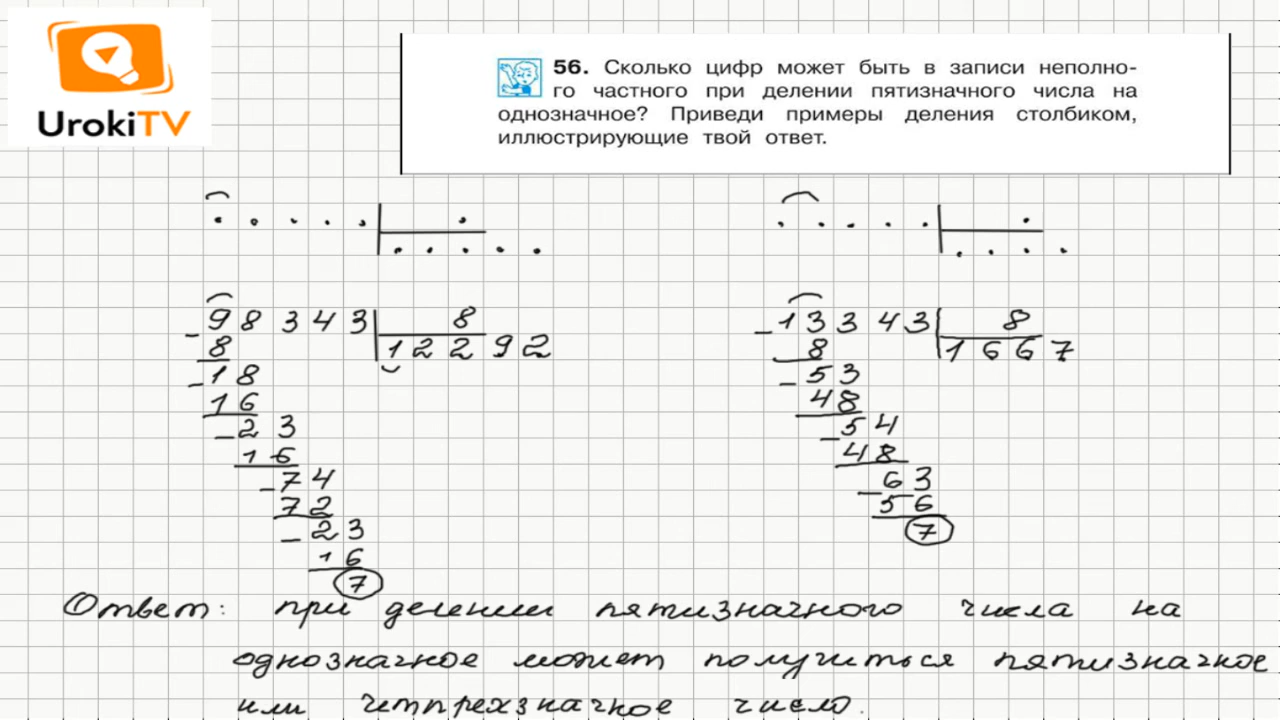 UrokiTV
56. Сколько цифр может быть в записи неполно-
го частного при делении пятизначного числа на
однозначное? Приведи примеры деления столбиком,
иллюстрирующие твой ответ.
98343 8
8 12292
18
16
23
16
74
72
23
16
7
13343 8
8 1667
53
48
54
48
63
56
7
Ответ: при делении пятизначного числа на
однозначное может получиться пятизначное
или четырехзначное число.